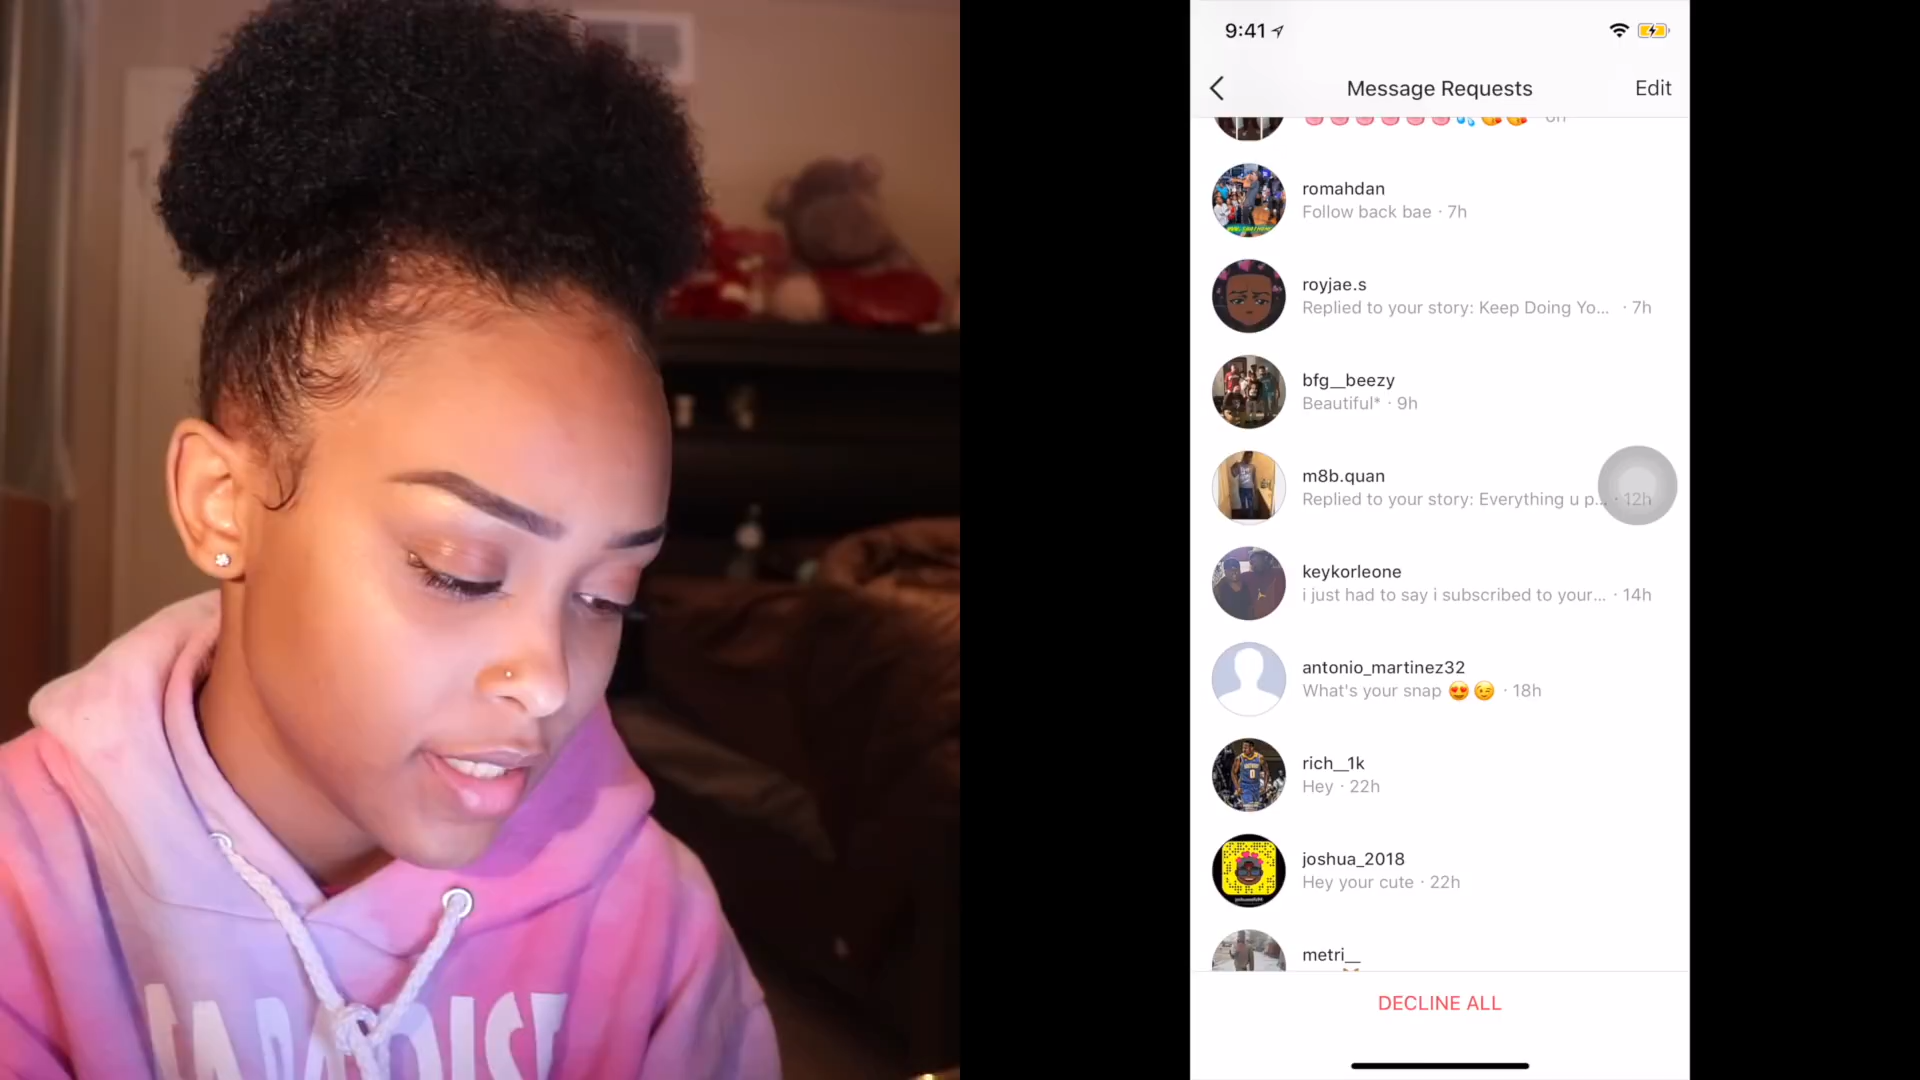 9:41
Message Requests
Edit
romahdan
Follow back bae · 7h
royjae.s
Replied to your story: Keep Doing Yo... · 7h
bfg__beezy
Beautiful* · 9h
m8b.quan
Replied to your story: Everything u p... · 12h
keykorleone
i just had to say i subscribed to your... · 14h
antonio_martinez32
What's your snap 😍😉 · 18h
rich__1k
Hey · 22h
joshua_2018
Hey your cute · 22h
metri__
DECLINE ALL